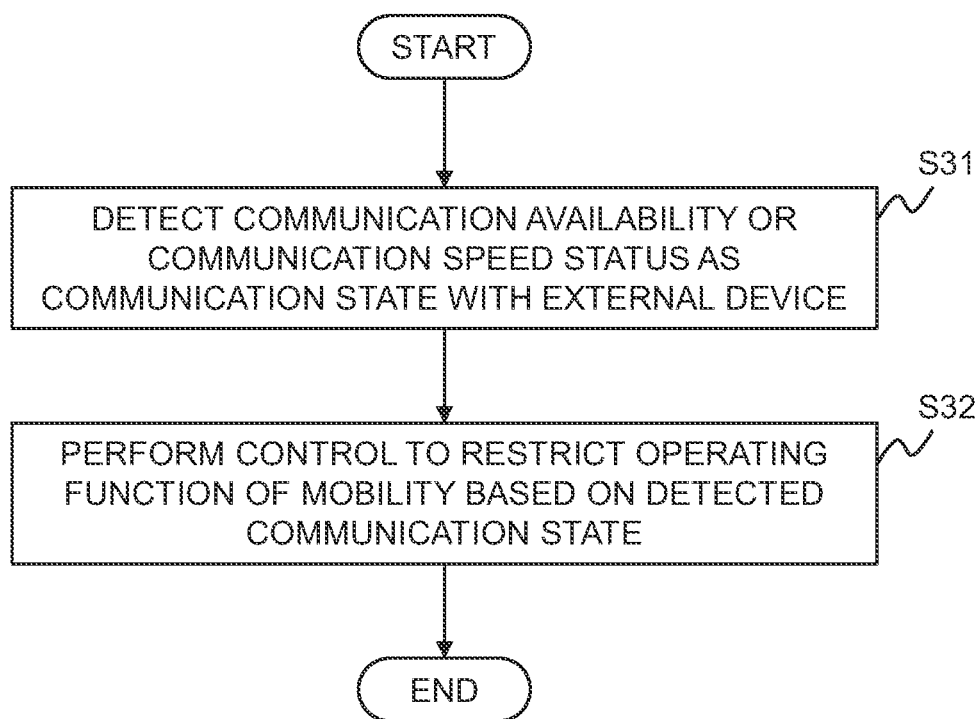 START
S31
DETECT COMMUNICATION AVAILABILITY OR
COMMUNICATION SPEED STATUS AS
COMMUNICATION STATE WITH EXTERNAL DEVICE
S32
PERFORM CONTROL TO RESTRICT OPERATING
FUNCTION OF MOBILITY BASED ON DETECTED
COMMUNICATION STATE
END